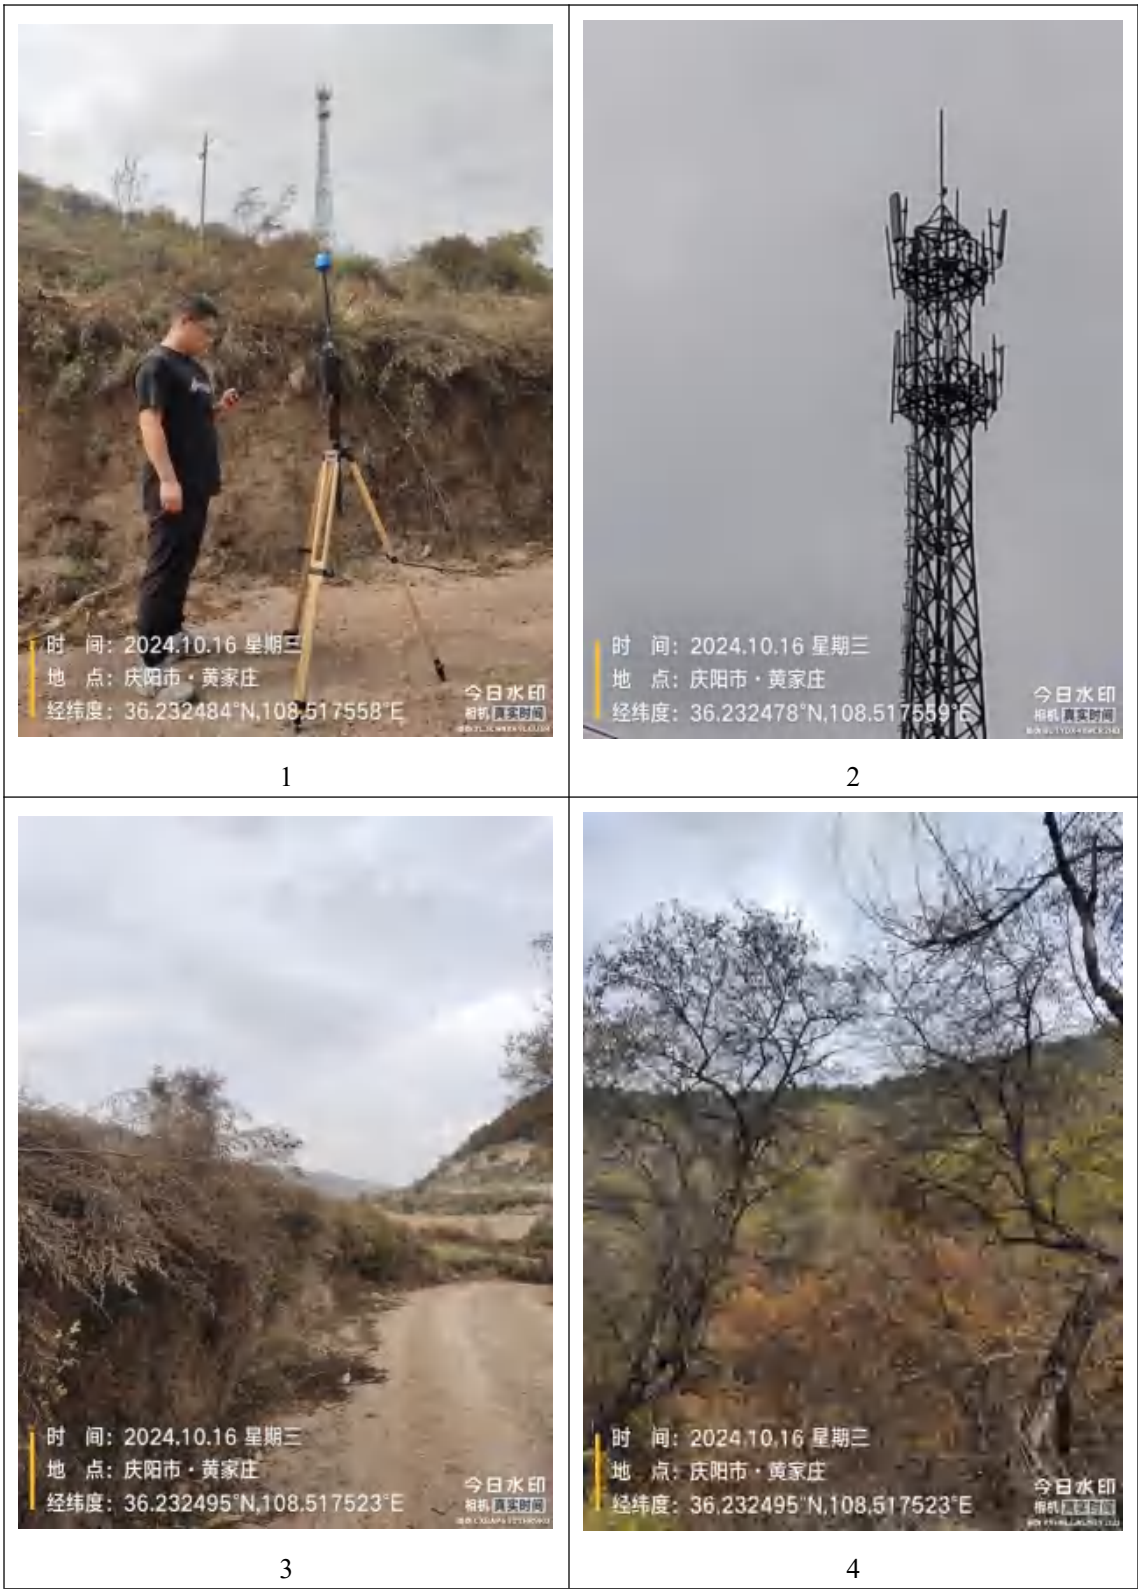 时 间：2024.10.16 星期三
地 点：庆阳市·黄家庄
经纬度：36.232484°N,108.517558°E
今日水印
相机 真实时间
1
时 间：2024.10.16 星期三
地 点：庆阳市·黄家庄
经纬度：36.232478°N,108.517559°E
今日水印
相机 真实时间
2
时 间：2024.10.16 星期三
地 点：庆阳市·黄家庄
经纬度：36.232495°N,108.517523°E
今日水印
相机 真实时间
3
时 间：2024.10.16 星期三
地 点：庆阳市·黄家庄
经纬度：36.232495°N,108.517523°E
今日水印
相机 真实时间
4